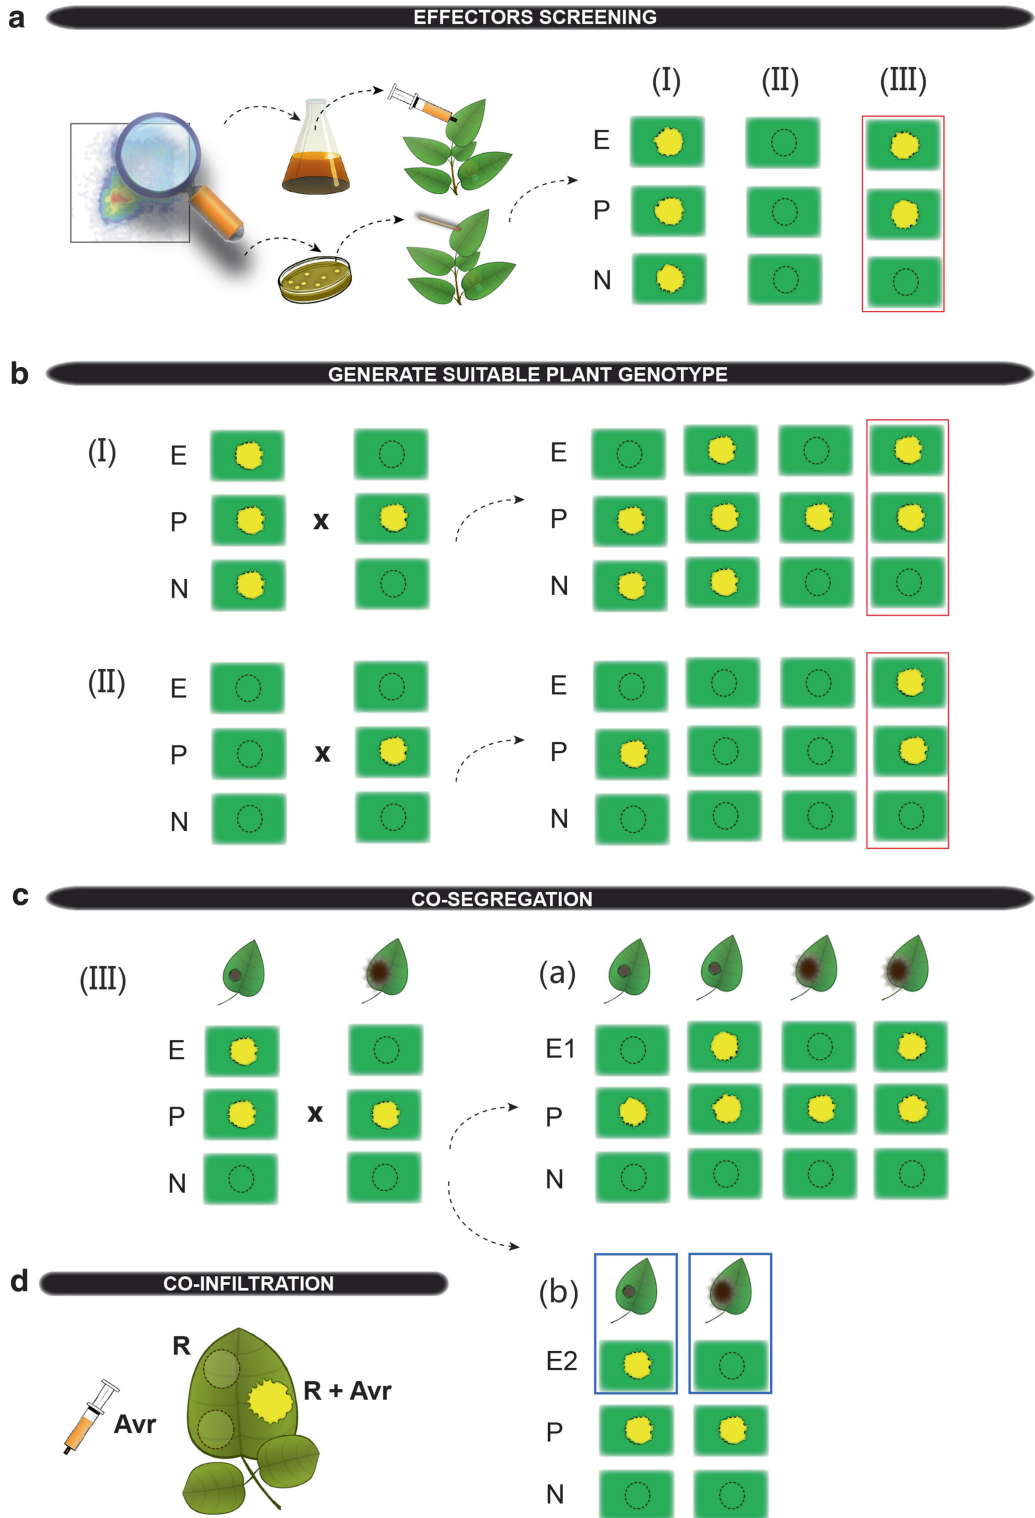 a EFFECTORS SCREENING
(I) (II) (III)
E
P
N
b GENERATE SUITABLE PLANT GENOTYPE
(I) E E
P x P
N N
(II) E E
P x P
N N
c CO-SEGREGATION
(III) (a)
E E1
P x P
N N
d CO-INFILTRATION
(b)
R
E2
R + Avr
Avr
P
N